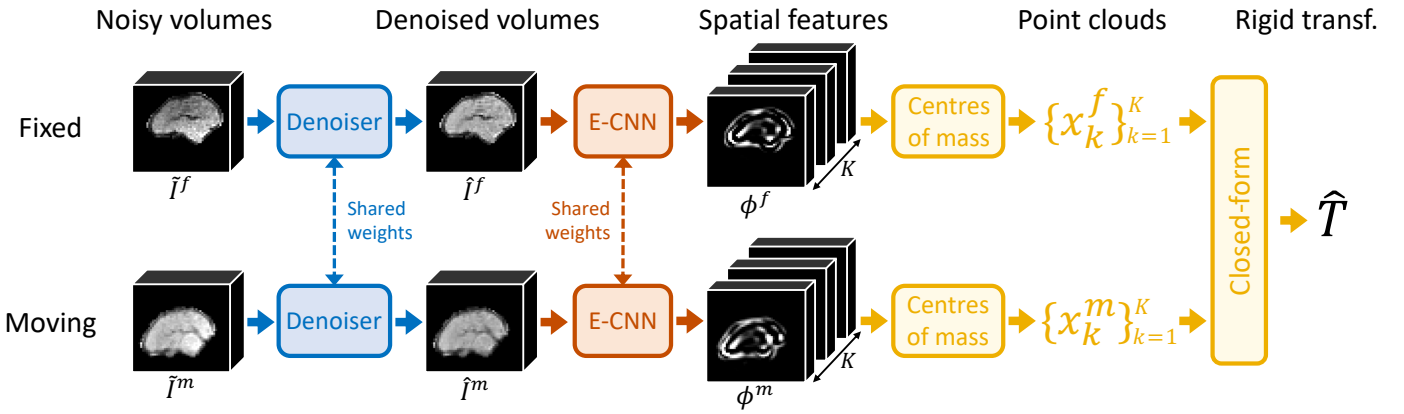 Noisy volumes Denoised volumes Spatial features Point clouds Rigid transf.
Fixed
Denoiser
E-CNN
Centres
of mass
{x_k^f}_{k=1}^K
K
Ĩ^f
Î^f
ϕ^f
Shared
weights
Shared
weights
Closed-form
T̂
Moving
Denoiser
E-CNN
Centres
of mass
{x_k^m}_{k=1}^K
K
Ĩ^m
Î^m
ϕ^m